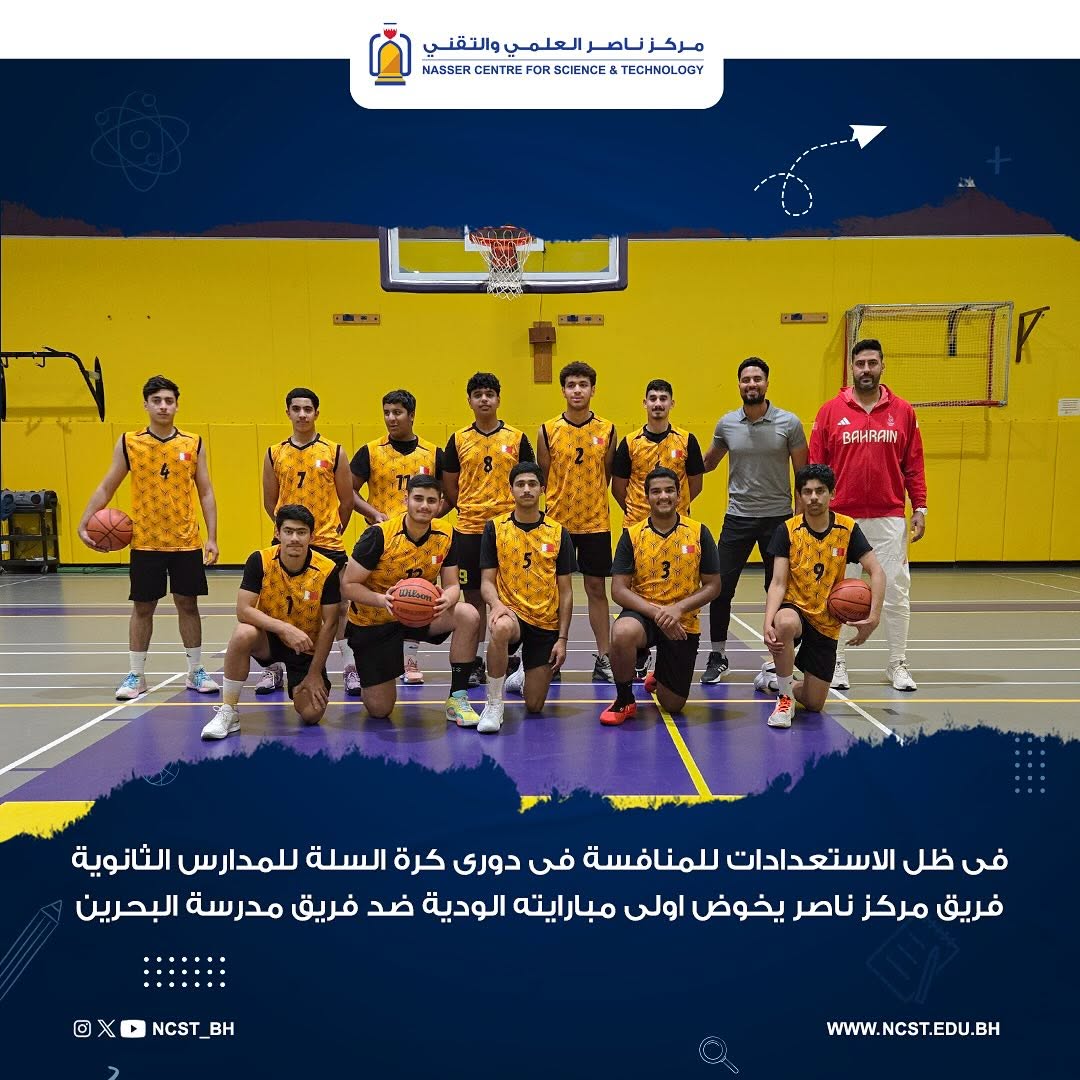 مركز ناصر العلمي والتقني
NASSER CENTRE FOR SCIENCE & TECHNOLOGY
BAHRAIN
4
7
11
8
2
1
12
Wilson
5
3
9
فى ظل الاستعدادات للمنافسة فى دورى كرة السلة للمدارس الثانوية
فريق مركز ناصر يخوض اولى مبارايته الودية ضد فريق مدرسة البحرين
NCST_BH
WWW.NCST.EDU.BH